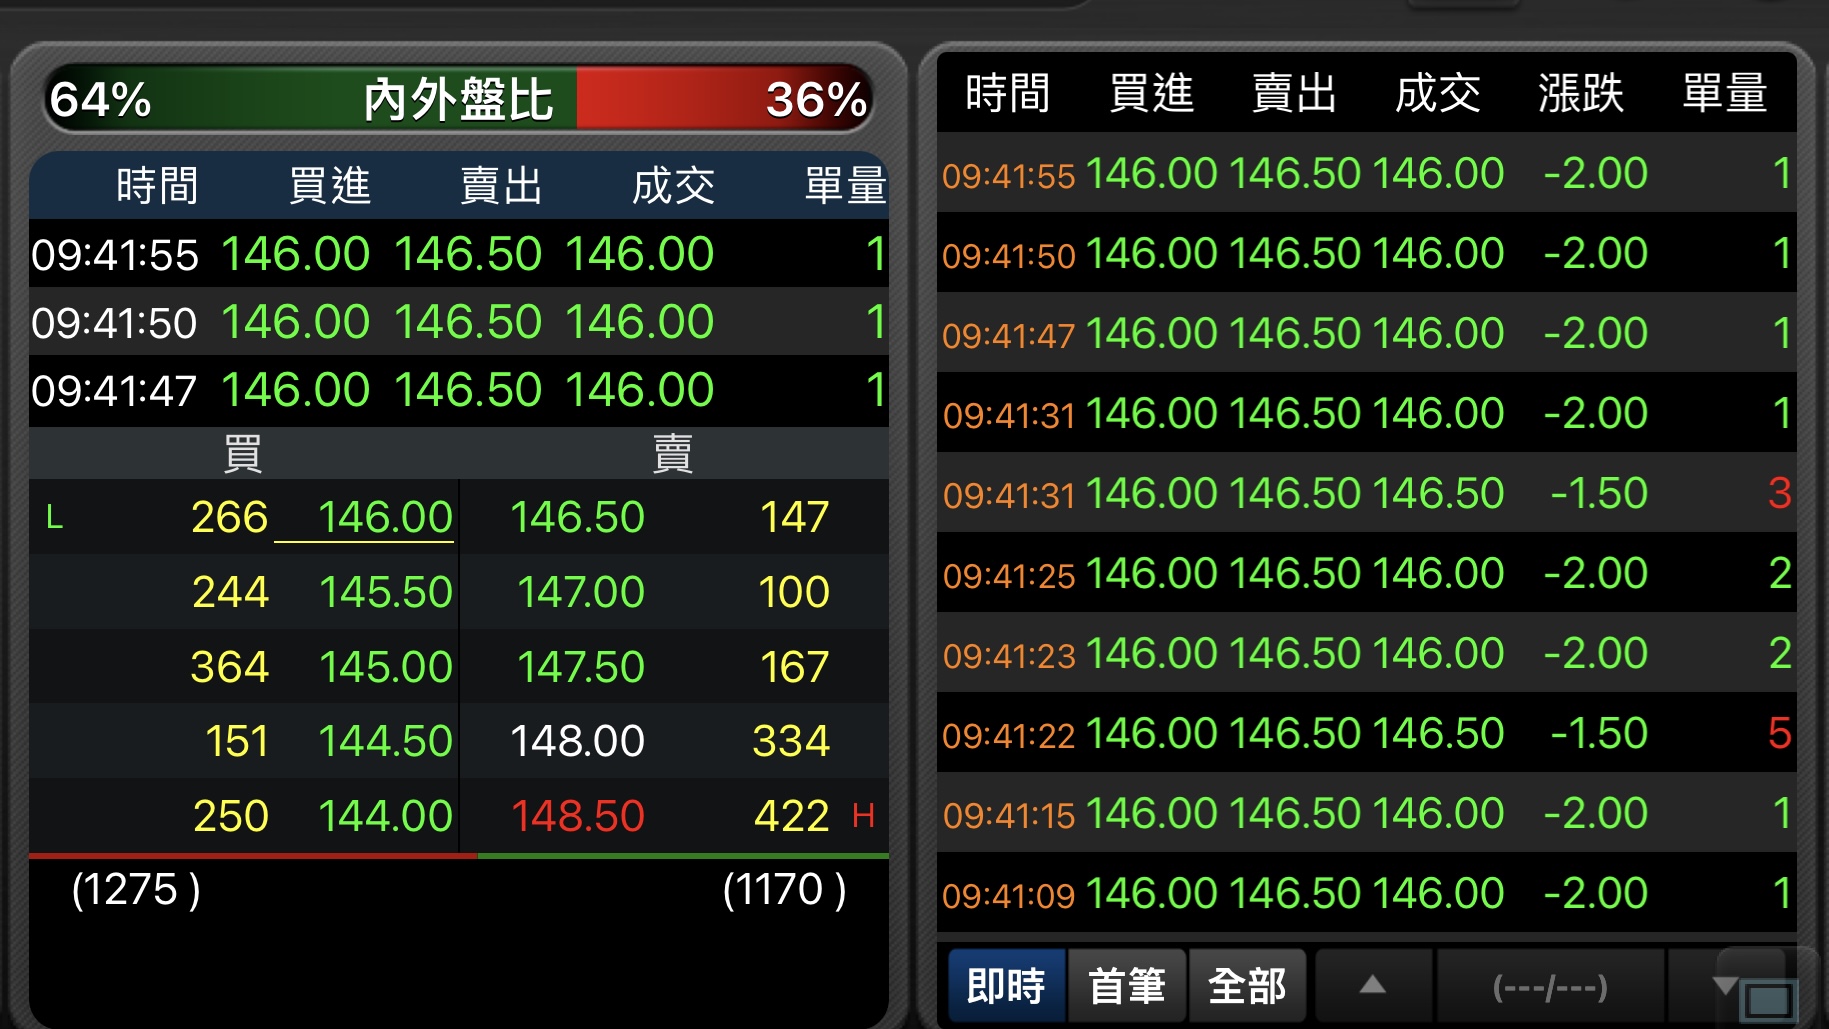 64% 內外盤比 36%
時間 買進 賣出 成交 單量
09:41:55 146.00 146.50 146.00 1
09:41:50 146.00 146.50 146.00 1
09:41:47 146.00 146.50 146.00 1
買 賣
L 266 146.00 146.50 147
244 145.50 147.00 100
364 145.00 147.50 167
151 144.50 148.00 334
250 144.00 148.50 422 H
(1275 ) (1170 )
時間 買進 賣出 成交 漲跌 單量
09:41:55 146.00 146.50 146.00 -2.00 1
09:41:50 146.00 146.50 146.00 -2.00 1
09:41:47 146.00 146.50 146.00 -2.00 1
09:41:31 146.00 146.50 146.00 -2.00 1
09:41:31 146.00 146.50 146.50 -1.50 3
09:41:25 146.00 146.50 146.00 -2.00 2
09:41:23 146.00 146.50 146.00 -2.00 2
09:41:22 146.00 146.50 146.50 -1.50 5
09:41:15 146.00 146.50 146.00 -2.00 1
09:41:09 146.00 146.50 146.00 -2.00 1
即時 首筆 全部 ▲ (---/---) ▼